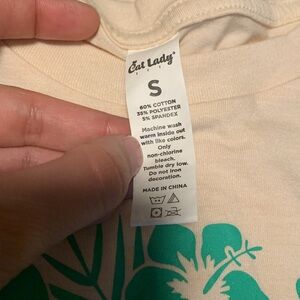 Cat Lady
S
60% COTTON
35% POLYESTER
5% SPANDEX
Machine wash
warm inside out
with like colors.
Only
non-chlorine
bleach.
Tumble dry low.
Do not iron
decoration.
MADE IN CHINA